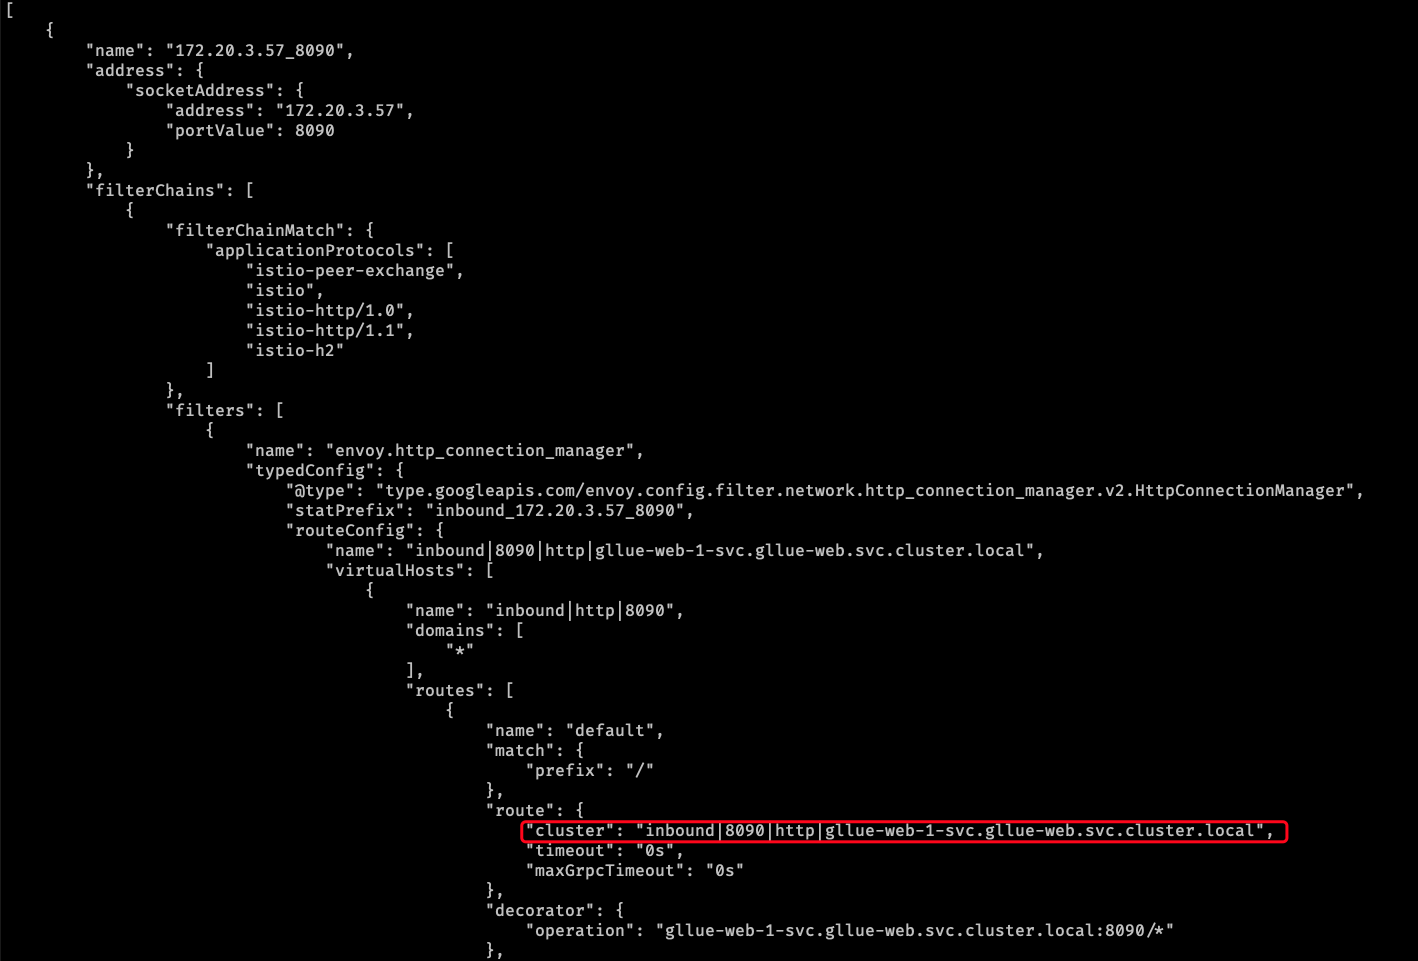 [
    {
        "name": "172.20.3.57_8090",
        "address": {
            "socketAddress": {
                "address": "172.20.3.57",
                "portValue": 8090
            }
        },
        "filterChains": [
            {
                "filterChainMatch": {
                    "applicationProtocols": [
                        "istio-peer-exchange",
                        "istio",
                        "istio-http/1.0",
                        "istio-http/1.1",
                        "istio-h2"
                    ]
                },
                "filters": [
                    {
                        "name": "envoy.http_connection_manager",
                        "typedConfig": {
                            "@type": "type.googleapis.com/envoy.config.filter.network.http_connection_manager.v2.HttpConnectionManager",
                            "statPrefix": "inbound_172.20.3.57_8090",
                            "routeConfig": {
                                "name": "inbound|8090|http|gllue-web-1-svc.gllue-web.svc.cluster.local",
                                "virtualHosts": [
                                    {
                                        "name": "inbound|http|8090",
                                        "domains": [
                                            "*"
                                        ],
                                        "routes": [
                                            {
                                                "name": "default",
                                                "match": {
                                                    "prefix": "/"
                                                },
                                                "route": {
                                                    "cluster": "inbound|8090|http|gllue-web-1-svc.gllue-web.svc.cluster.local",
                                                    "timeout": "0s",
                                                    "maxGrpcTimeout": "0s"
                                                },
                                                "decorator": {
                                                    "operation": "gllue-web-1-svc.gllue-web.svc.cluster.local:8090/*"
                                                },